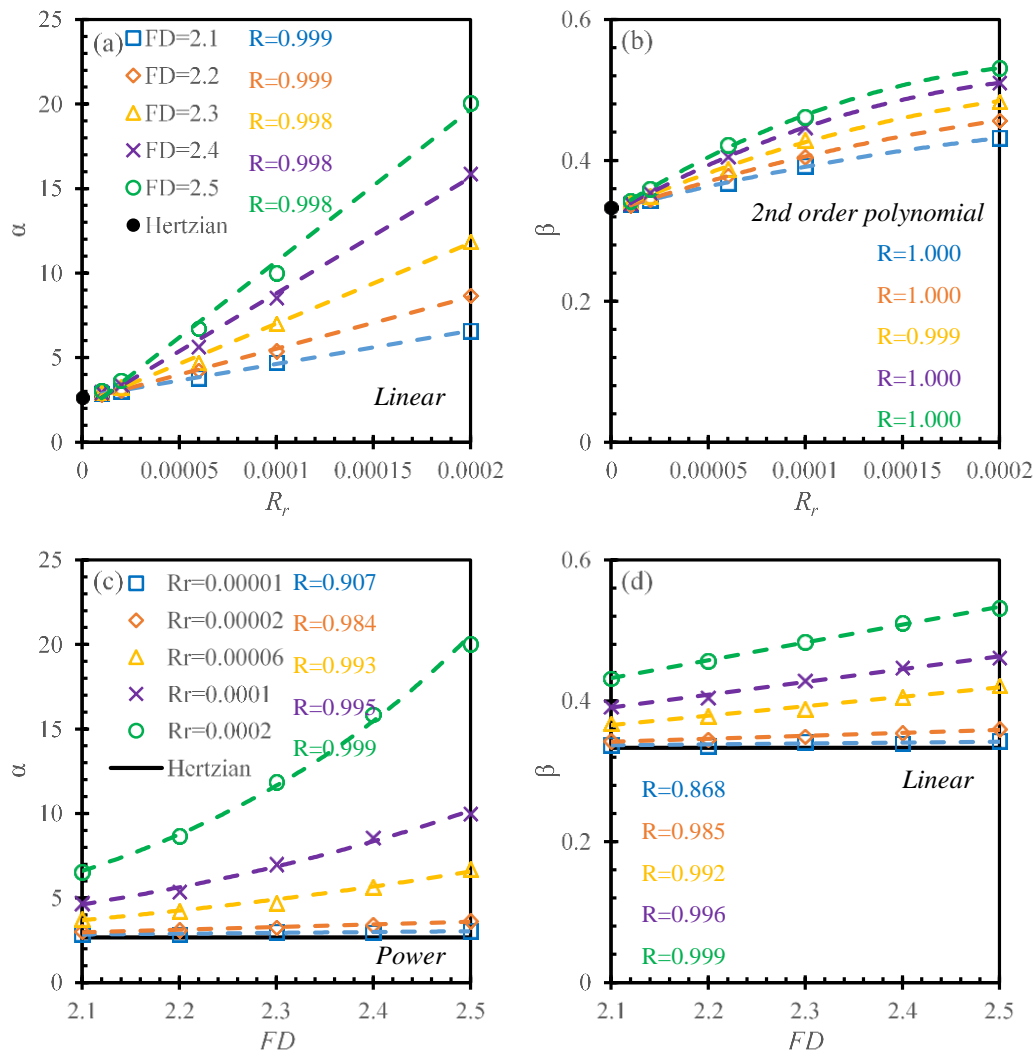 (a)
FD=2.1 R=0.999
FD=2.2 R=0.999
FD=2.3 R=0.998
FD=2.4 R=0.998
FD=2.5 R=0.998
Hertzian
Linear
25
20
15
10
5
0
α
0 0.00005 0.0001 0.00015 0.0002
Rr
(b)
2nd order polynomial
R=1.000
R=1.000
R=0.999
R=1.000
R=1.000
0.6
0.4
0.2
0
β
0 0.00005 0.0001 0.00015 0.0002
Rr
(c)
Rr=0.00001 R=0.907
Rr=0.00002 R=0.984
Rr=0.00006 R=0.993
Rr=0.0001 R=0.995
Rr=0.0002 R=0.999
Hertzian
Power
25
20
15
10
5
0
α
2.1 2.2 2.3 2.4 2.5
FD
(d)
Linear
R=0.868
R=0.985
R=0.992
R=0.996
R=0.999
0.6
0.4
0.2
0
β
2.1 2.2 2.3 2.4 2.5
FD